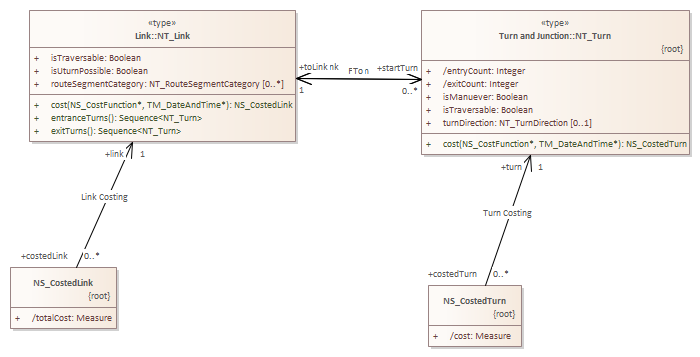 «type»
Link::NT_Link
+ isTraversable: Boolean
+ isUturnPossible: Boolean
+ routeSegmentCategory: NT_RouteSegmentCategory [0..*]
+ cost(NS_CostFunction*, TM_DateAndTime*): NS_CostedLink
+ entranceTurns(): Sequence<NT_Turn>
+ exitTurns(): Sequence<NT_Turn>
+toLink nk
1
FTo n
+startTurn
0..*
«type»
Turn and Junction::NT_Turn
{root}
+ /entryCount: Integer
+ /exitCount: Integer
+ isManuever: Boolean
+ isTraversable: Boolean
+ turnDirection: NT_TurnDirection [0..1]
+ cost(NS_CostFunction*, TM_DateAndTime*): NS_CostedTurn
+link 1
Link Costing
+costedLink 0..*
NS_CostedLink
{root}
+ /totalCost: Measure
+turn 1
Turn Costing
+costedTurn 0..*
NS_CostedTurn
{root}
+ /cost: Measure